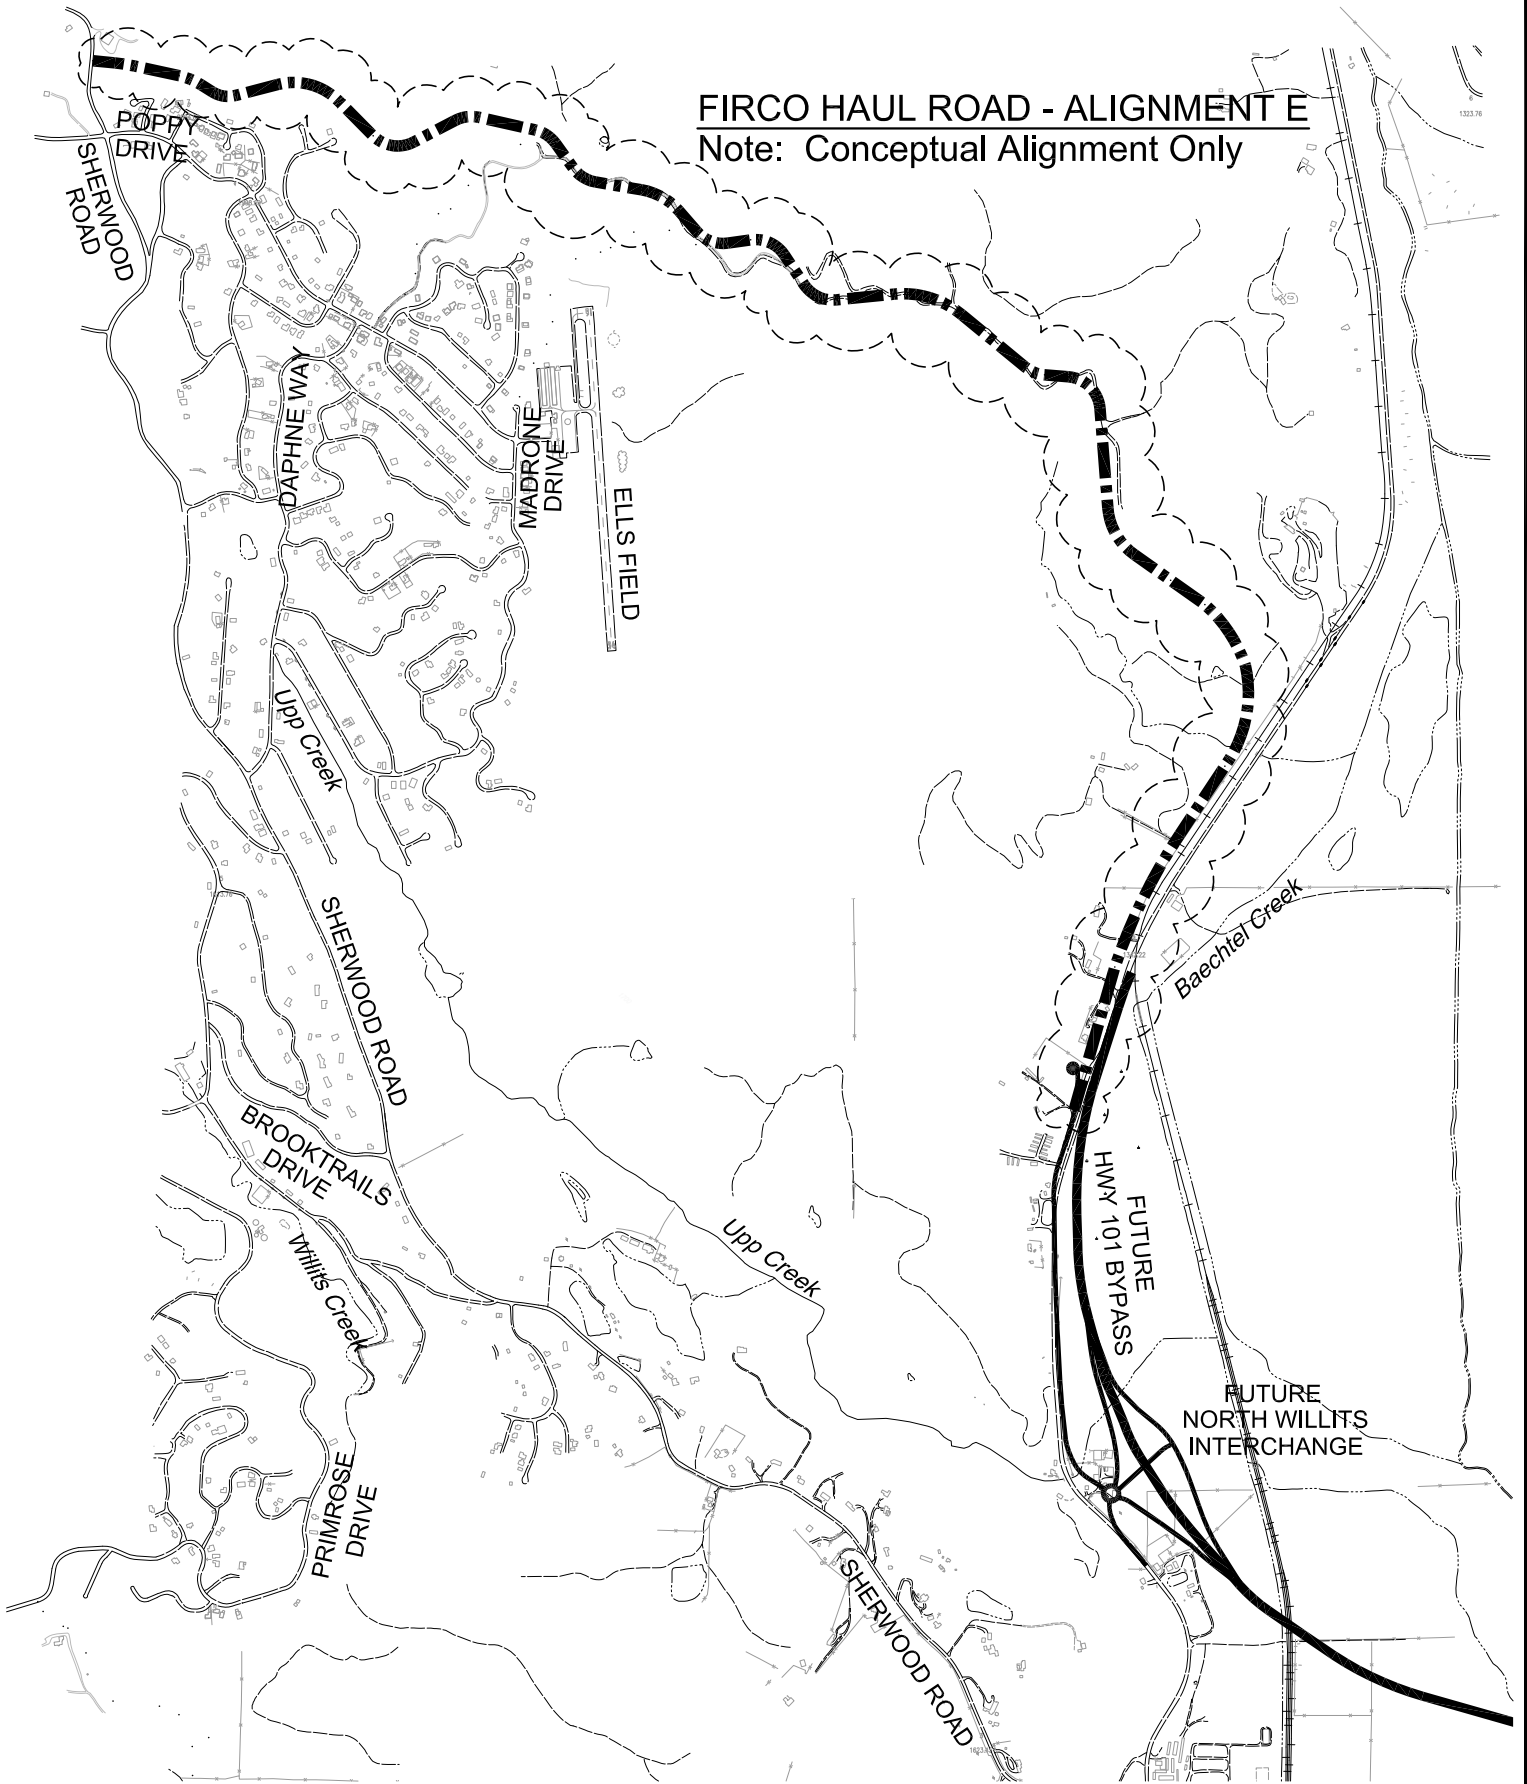 FIRCO HAUL ROAD - ALIGNMENT E
Note: Conceptual Alignment Only
1323.76
POPPY
DRIVE
SHERWOOD
ROAD
DAPHNE WAY
MADRONE
DRIVE
ELLS FIELD
Upp Creek
SHERWOOD ROAD
Baechtel Creek
BROOKTRAILS
DRIVE
Willits Creek
Upp Creek
FUTURE
HWY 101 BYPASS
FUTURE
NORTH WILLITS
INTERCHANGE
PRIMROSE
DRIVE
SHERWOOD ROAD